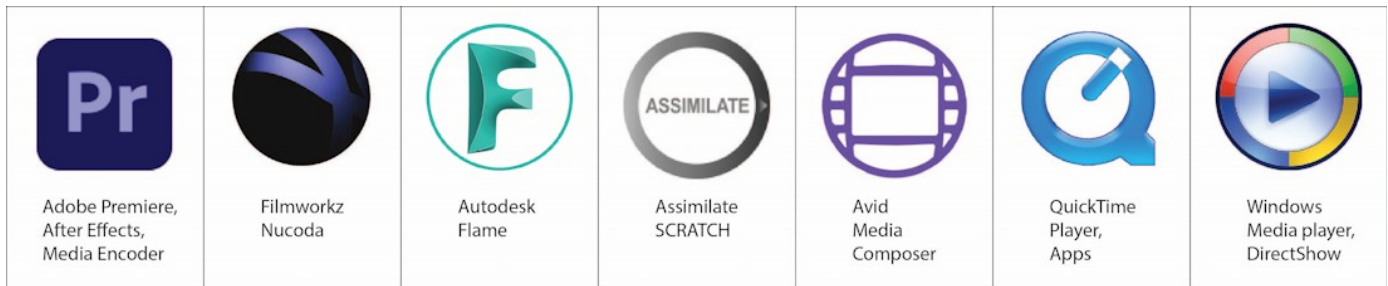 Pr
Adobe Premiere,
After Effects,
Media Encoder
Filmworkz
Nucoda
Autodesk
Flame
ASSIMILATE
Assimilate
SCRATCH
Avid
Media
Composer
QuickTime
Player,
Apps
Windows
Media player,
DirectShow